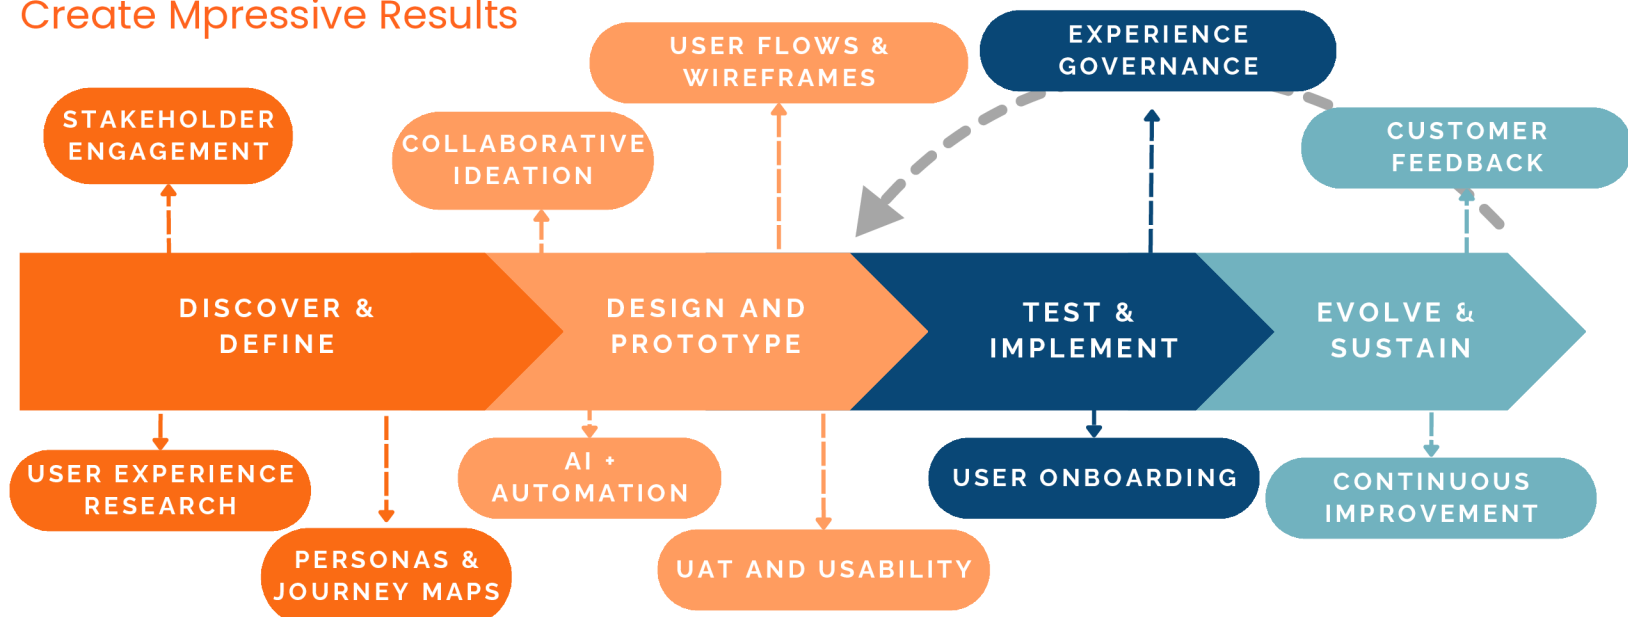 Create Mpressive Results
STAKEHOLDER
ENGAGEMENT
COLLABORATIVE
IDEATION
USER FLOWS &
WIREFRAMES
EXPERIENCE
GOVERNANCE
CUSTOMER
FEEDBACK
DISCOVER &
DEFINE
DESIGN AND
PROTOTYPE
TEST &
IMPLEMENT
EVOLVE &
SUSTAIN
USER EXPERIENCE
RESEARCH
PERSONAS &
JOURNEY MAPS
AI +
AUTOMATION
UAT AND USABILITY
USER ONBOARDING
CONTINUOUS
IMPROVEMENT